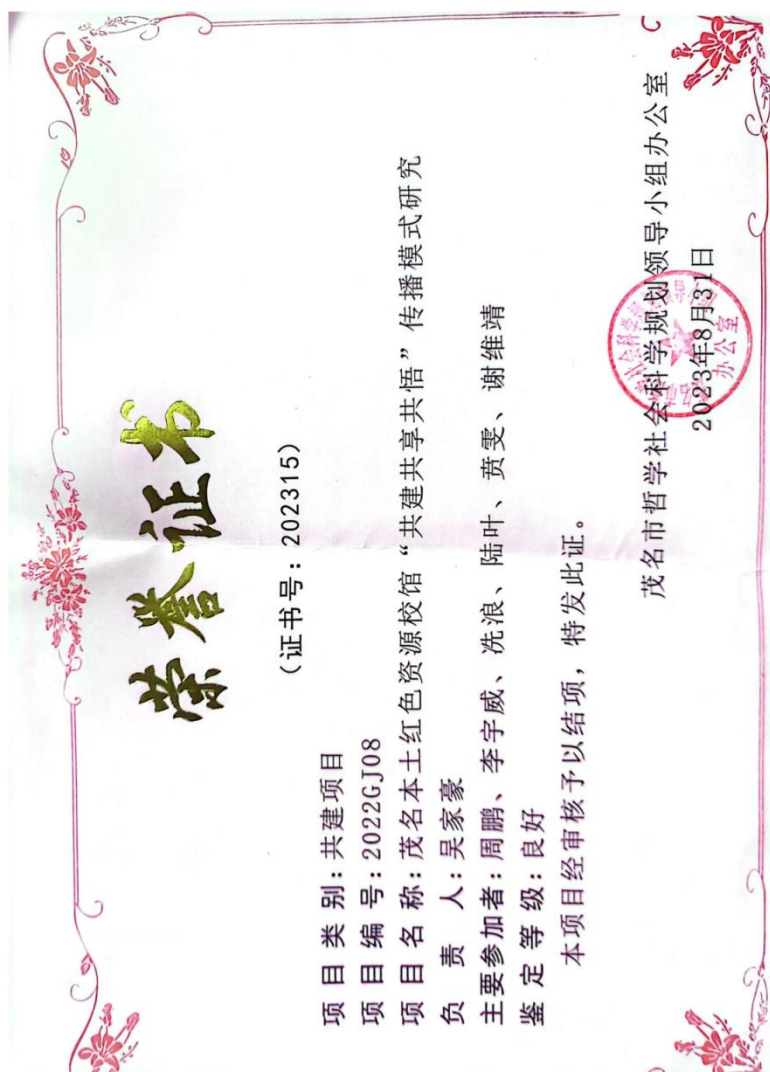 荣誉证书
（证书号：202315）
项目类别：共建项目
项目编号：2022GJ08
项目名称：茂名本土红色资源校馆“共建共享共悟”传播模式研究
负责人：吴家豪
主要参加者：周鹏、李宇威、冼浪、陆叶、贲雯、谢维靖
鉴定等级：良好
本项目经审核予以结项，特发此证。
茂名市哲学社会科学规划领导小组办公室
2023年8月31日
办公室